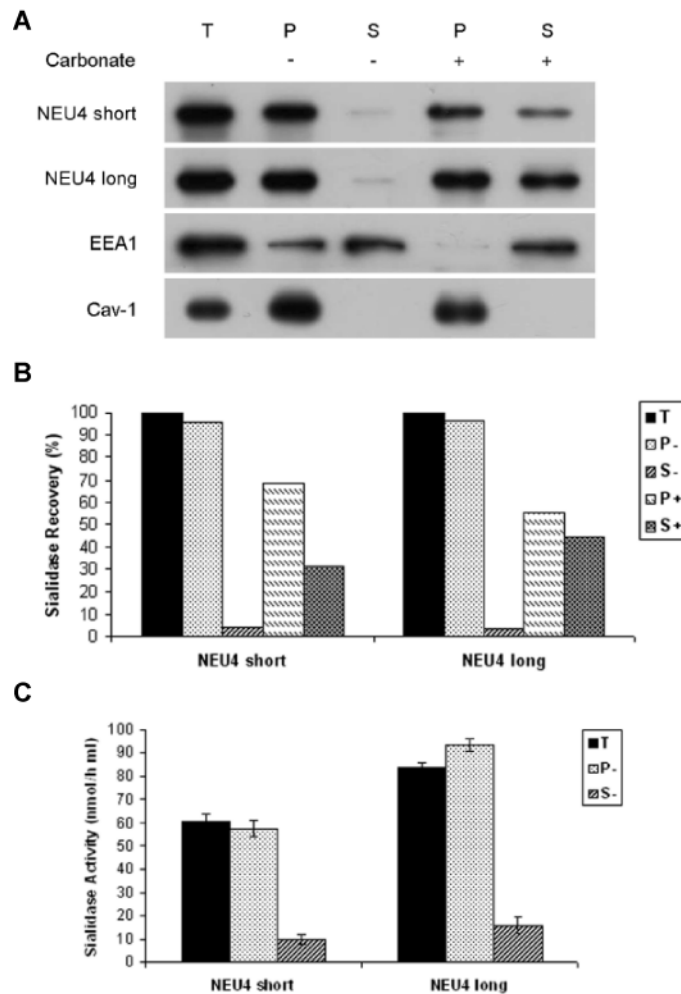 A
T P S P S
Carbonate - - + +
NEU4 short
NEU4 long
EEA1
Cav-1
B
Sialidase Recovery (%)
100
90
80
70
60
50
40
30
20
10
0
NEU4 short NEU4 long
T
P-
S-
P+
S+
C
Sialidase Activity (nmol/h ml)
100
90
80
70
60
50
40
30
20
10
0
NEU4 short NEU4 long
T
P-
S-